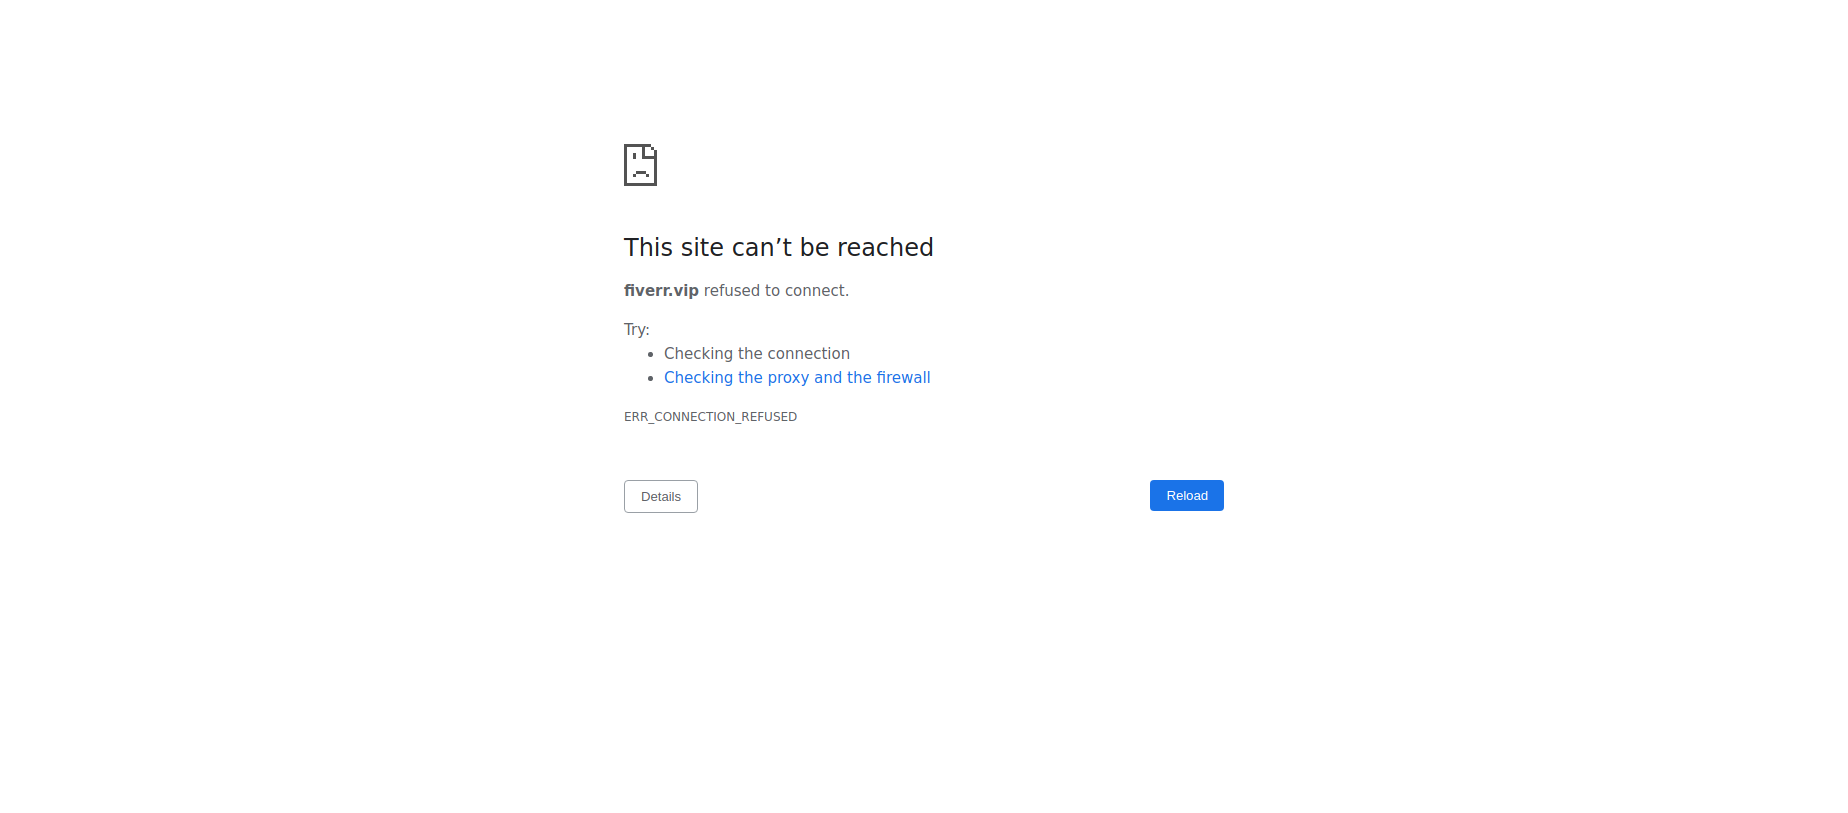 This site can’t be reached
fiverr.vip refused to connect.
Try:
Checking the connection
Checking the proxy and the firewall
ERR_CONNECTION_REFUSED
Details
Reload